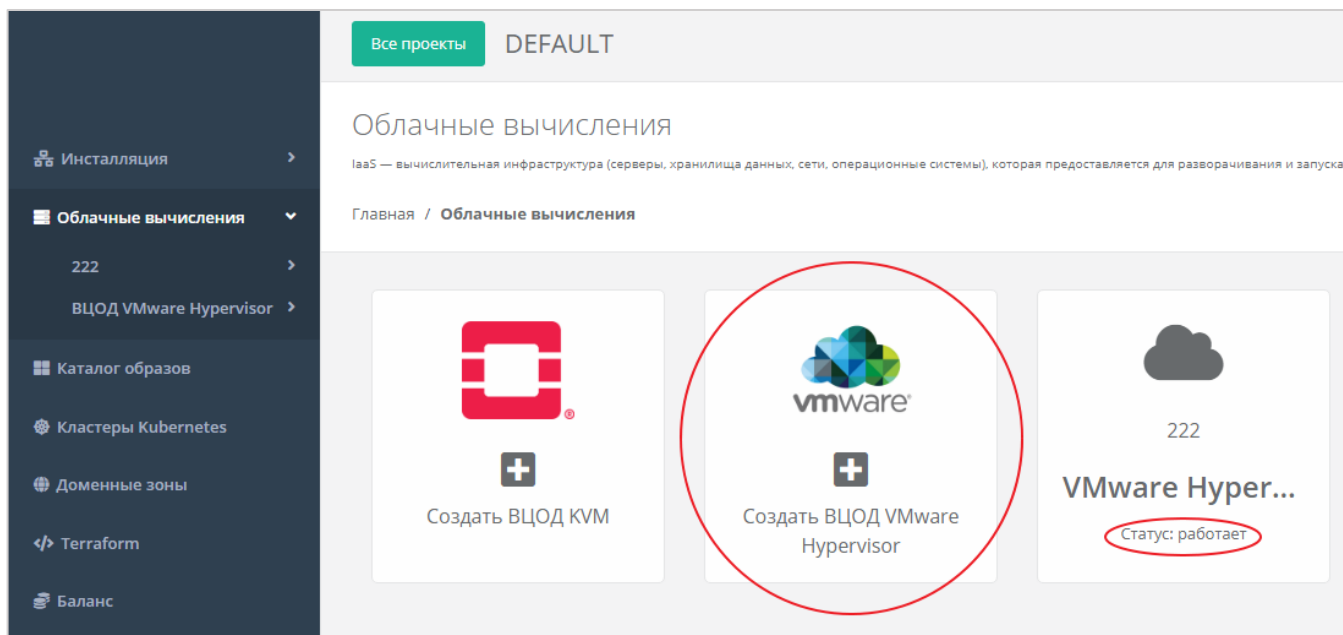 Все проекты DEFAULT
Облачные вычисления
IaaS — вычислительная инфраструктура (серверы, хранилища данных, сети, операционные системы), которая предоставляется для разворачивания и запуска
Главная / Облачные вычисления
Инсталляция
Облачные вычисления
222
ВЦОД VMware Hypervisor
Каталог образов
Кластеры Kubernetes
Доменные зоны
Terraform
Баланс
Создать ВЦОД KVM
vmware
Создать ВЦОД VMware
Hypervisor
222
VMware Hyper...
Статус: работает